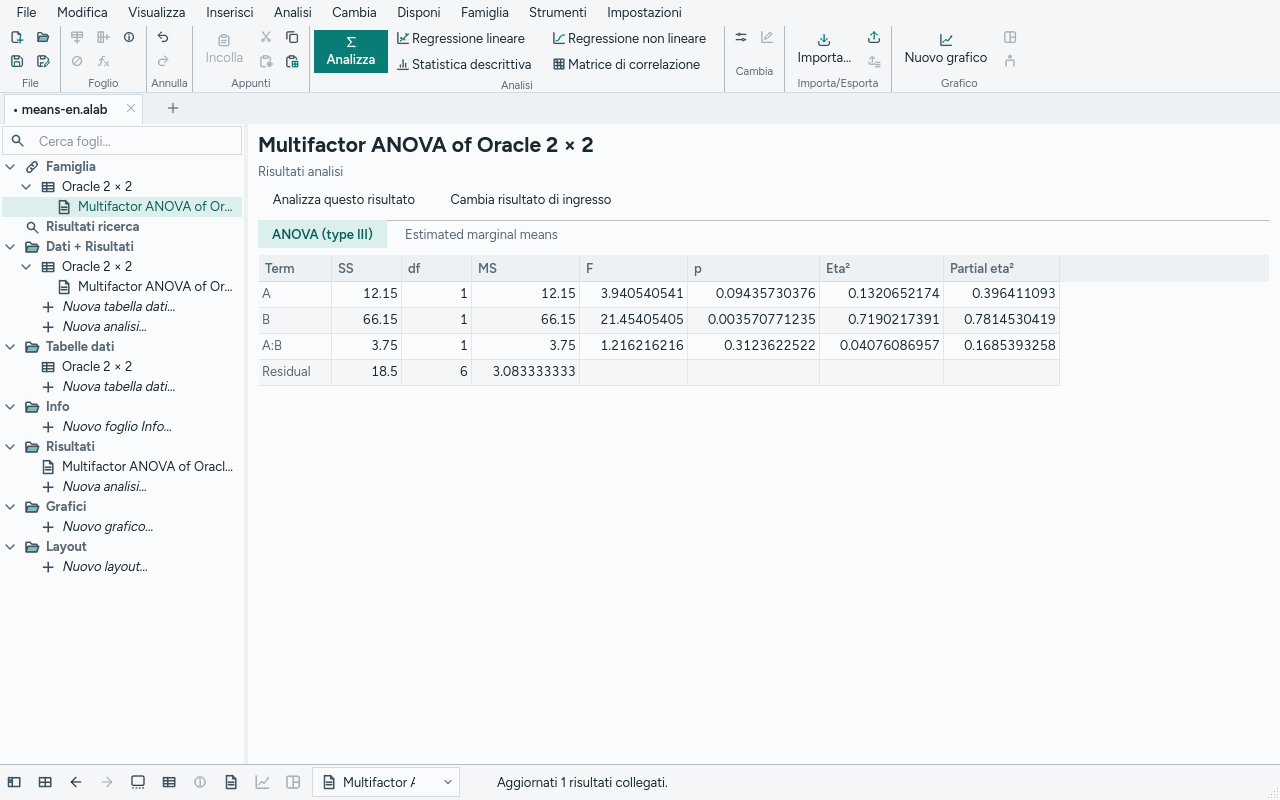 File Modifica Visualizza Inserisci Analisi Cambia Disponi Famiglia Strumenti Impostazioni
Incolla
Analizza
Regressione lineare
Regressione non lineare
Statistica descrittiva
Matrice di correlazione
Importa...
Nuovo grafico
File Foglio Annulla Appunti Analisi Cambia Importa/Esporta Grafico
• means-en.alab
Cerca fogli...
Famiglia
Oracle 2 × 2
Multifactor ANOVA of Or...
Risultati ricerca
Dati + Risultati
Oracle 2 × 2
Multifactor ANOVA of Or...
Nuova tabella dati...
Nuova analisi...
Tabelle dati
Oracle 2 × 2
Nuova tabella dati...
Info
Nuovo foglio Info...
Risultati
Multifactor ANOVA of Oracl...
Nuova analisi...
Grafici
Nuovo grafico...
Layout
Nuovo layout...
Multifactor ANOVA of Oracle 2 × 2
Risultati analisi
Analizza questo risultato Cambia risultato di ingresso
ANOVA (type III) Estimated marginal means
Term SS df MS F p Eta² Partial eta²
A 12.15 1 12.15 3.940540541 0.09435730376 0.1320652174 0.396411093
B 66.15 1 66.15 21.45405405 0.003570771235 0.7190217391 0.7814530419
A:B 3.75 1 3.75 1.216216216 0.3123622522 0.04076086957 0.1685393258
Residual 18.5 6 3.083333333
Multifactor A
Aggiornati 1 risultati collegati.